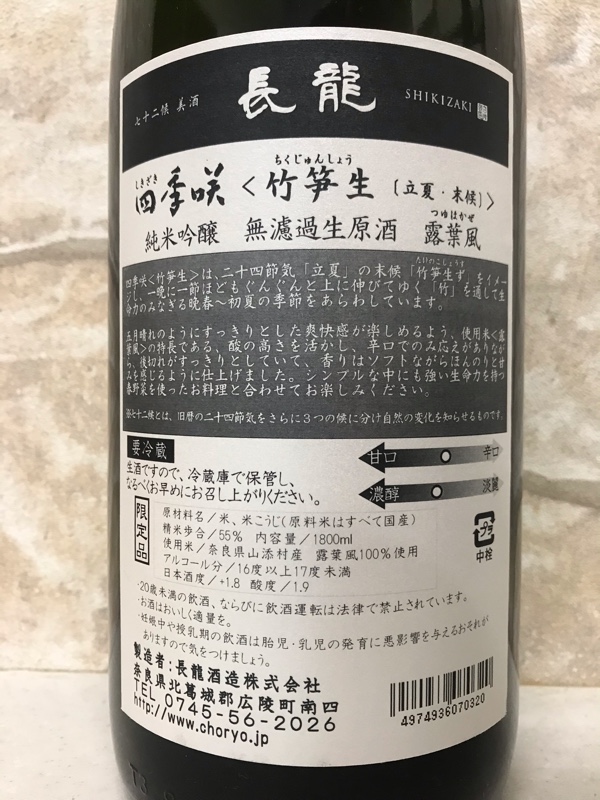 七十二候 美酒 長龍 SHIKIZAKI
しきざき ちくじゅんしょう
四季咲 <竹笋生 〔立夏・末候〕>
つゆはかぜ
純米吟醸 無濾過生原酒 露葉風
たけのこしょうず
四季咲<竹笋生>は、二十四節気「立夏」の末候「竹笋生ず」をイメー
ジし、一晩に一節ほどもぐんぐんと上に伸びてゆく「竹」を通して生
命力のみなぎる晩春〜初夏の季節をあらわしています。
五月晴れのようにすっきりとした爽快感が楽しめるよう、使用米<露
葉風>の特長である、酸の高さを活かし、辛口でのみ応えがありなが
ら、後切れがすっきりとしていて、香りはソフトながらほんのりと甘
みを感じるように仕上げました。シンプルな中にも強い生命力を持つ
春野菜を使ったお料理と合わせてお楽しみください。
※七十二候とは、旧暦の二十四節気をさらに3つの候に分け自然の変化を知らせるものです。
要冷蔵
生酒ですので、冷蔵庫で保管し、
なるべくお早めにお召し上がりください。
甘口 辛口
濃醇 淡麗
限定品
原材料名/米、米こうじ(原料米はすべて国産)
精米歩合/55% 内容量/1800ml
使用米/奈良県山添村産 露葉風100%使用
アルコール分/16度以上17度未満
日本酒度/+1.8 酸度/1.9
プラ
中栓
・20歳未満の飲酒、ならびに飲酒運転は法律で禁止されています。
・お酒はおいしく適量を。
・妊娠中や授乳期の飲酒は胎児・乳児の発育に悪影響を与えるおそれが
ありますので気をつけましょう。
製造者:長龍酒造株式会社
奈良県北葛城郡広陵町南四
TEL 0745-56-2026
http://www.choryo.jp
4974936070320